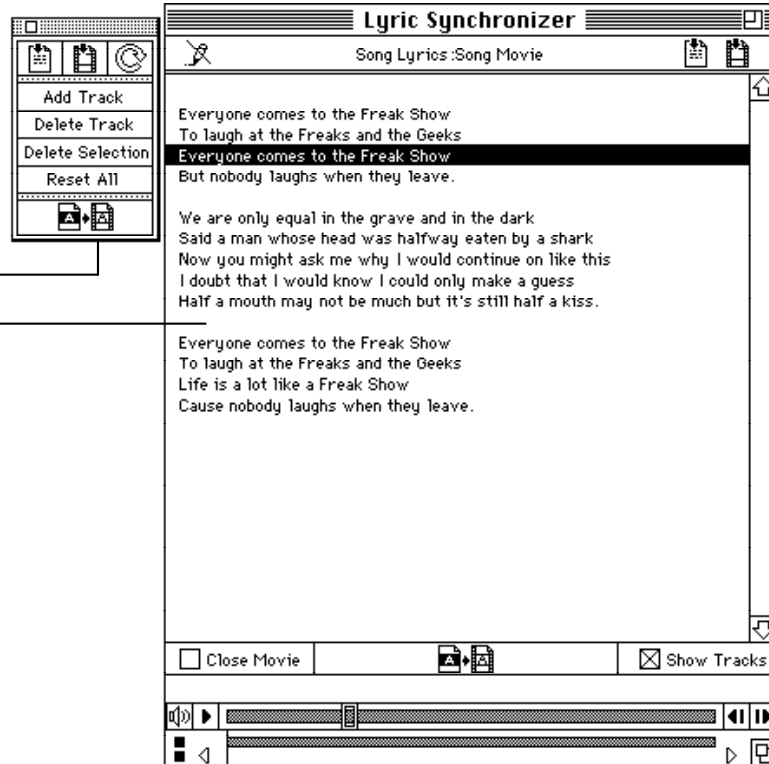 Lyric Synchronizer
Song Lyrics :Song Movie
Add Track
Delete Track
Delete Selection
Reset All
Everyone comes to the Freak Show
To laugh at the Freaks and the Geeks
Everyone comes to the Freak Show
But nobody laughs when they leave.
We are only equal in the grave and in the dark
Said a man whose head was halfway eaten by a shark
Now you might ask me why I would continue on like this
I doubt that I would know I could only make a guess
Half a mouth may not be much but it's still half a kiss.
Everyone comes to the Freak Show
To laugh at the Freaks and the Geeks
Life is a lot like a Freak Show
Cause nobody laughs when they leave.
Close Movie
Show Tracks